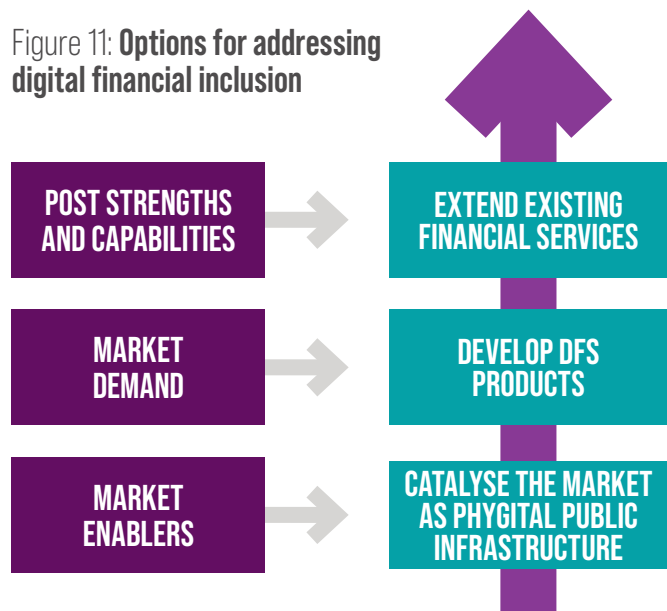 Figure 11: Options for addressing
digital financial inclusion
POST STRENGTHS
AND CAPABILITIES
EXTEND EXISTING
FINANCIAL SERVICES
MARKET
DEMAND
DEVELOP DFS
PRODUCTS
MARKET
ENABLERS
CATALYSE THE MARKET
AS PHYGITAL PUBLIC
INFRASTRUCTURE